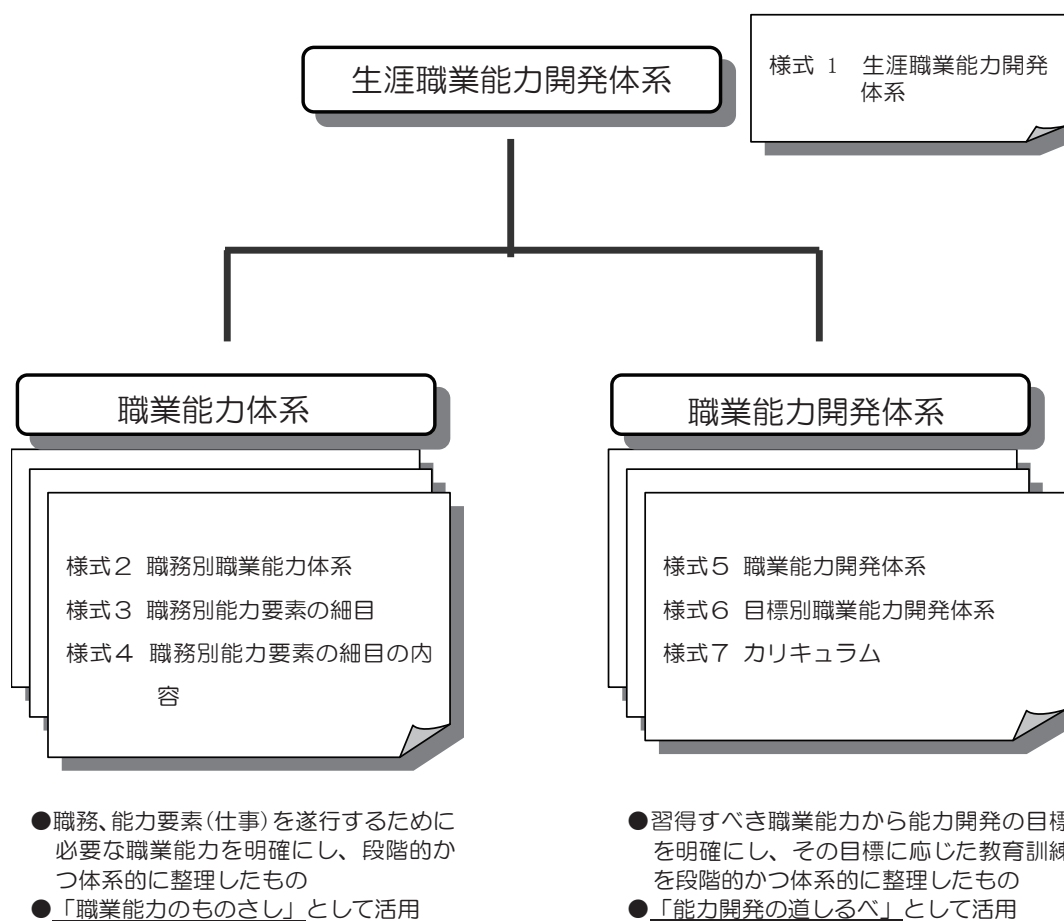 生涯職業能力開発体系
様式 1 生涯職業能力開発
体系
職業能力体系
様式2 職務別職業能力体系
様式3 職務別能力要素の細目
様式4 職務別能力要素の細目の内
容
●職務、能力要素(仕事)を遂行するために
必要な職業能力を明確にし、段階的か
つ体系的に整理したもの
●「職業能力のものさし」として活用
職業能力開発体系
様式5 職業能力開発体系
様式6 目標別職業能力開発体系
様式7 カリキュラム
●習得すべき職業能力から能力開発の目標
を明確にし、その目標に応じた教育訓練
を段階的かつ体系的に整理したもの
●「能力開発の道しるべ」として活用